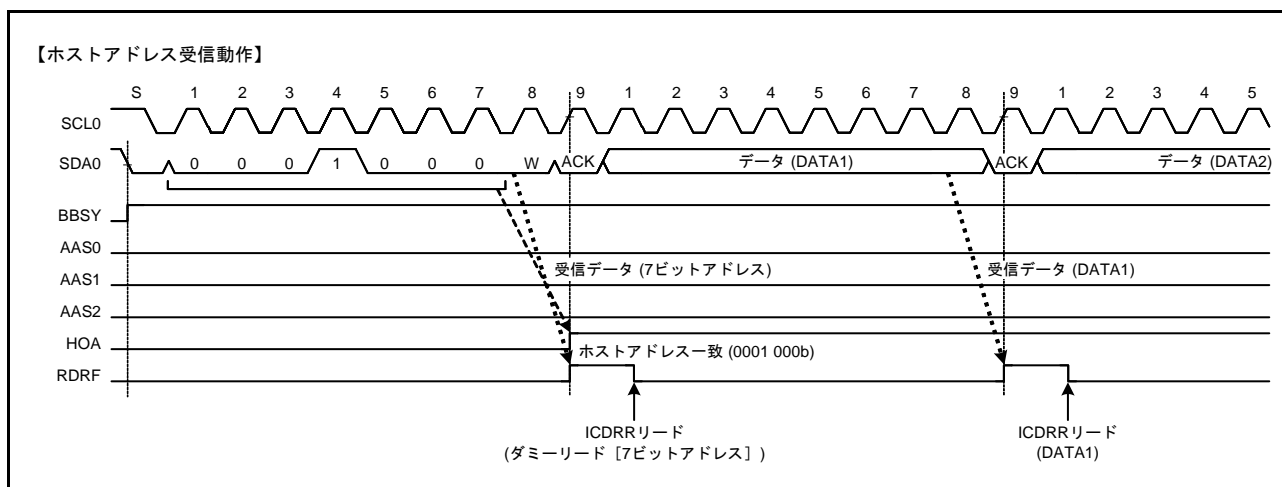 【ホストアドレス受信動作】
S 1 2 3 4 5 6 7 8 9 1 2 3 4 5 6 7 8 9 1 2 3 4 5
SCL0
SDA0 0 0 0 1 0 0 0 W ACK データ (DATA1) ACK データ (DATA2)
BBSY
AAS0
受信データ (7ビットアドレス) 受信データ (DATA1)
AAS1
AAS2
HOA
ホストアドレス一致 (0001 000b)
RDRF
ICDRRリード ICDRRリード
(ダミーリード［7ビットアドレス］) (DATA1)